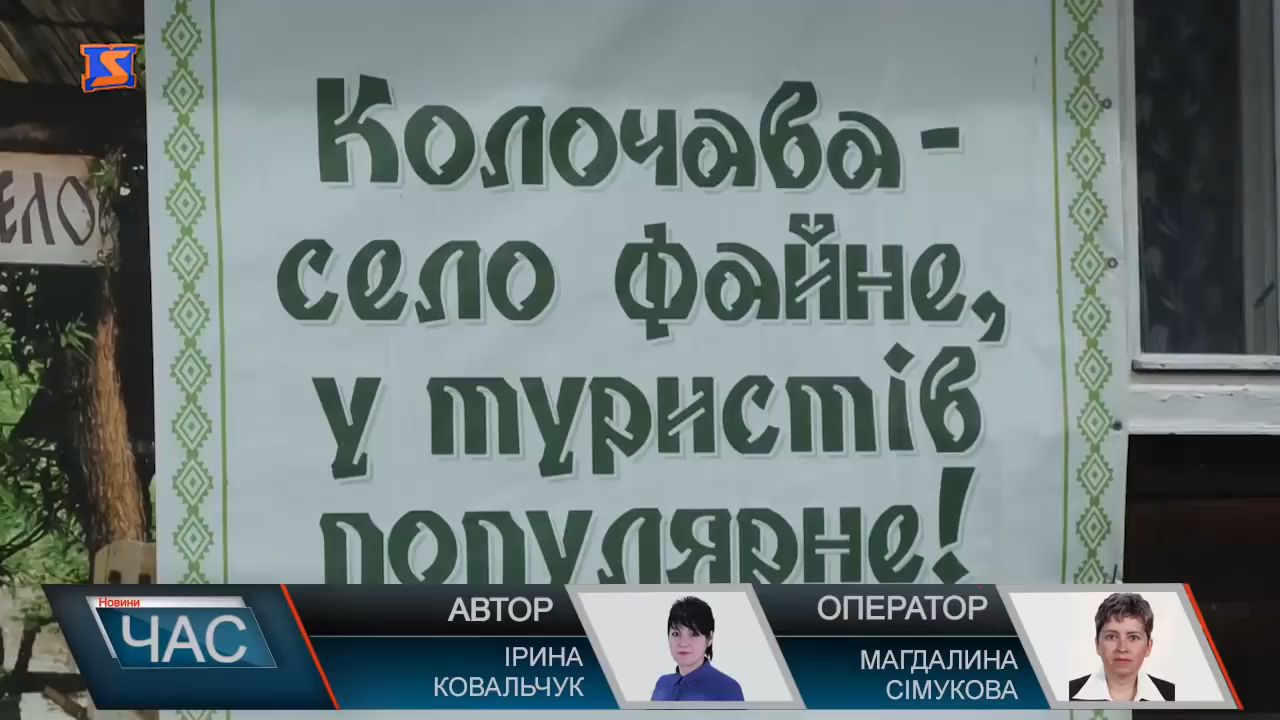 Колочава -
село файне,
у туристів
популярне!
ЕЛО
Новини
ЧАС
АВТОР
ІРИНА
КОВАЛЬЧУК
ОПЕРАТОР
МАГДАЛИНА
СІМУКОВА